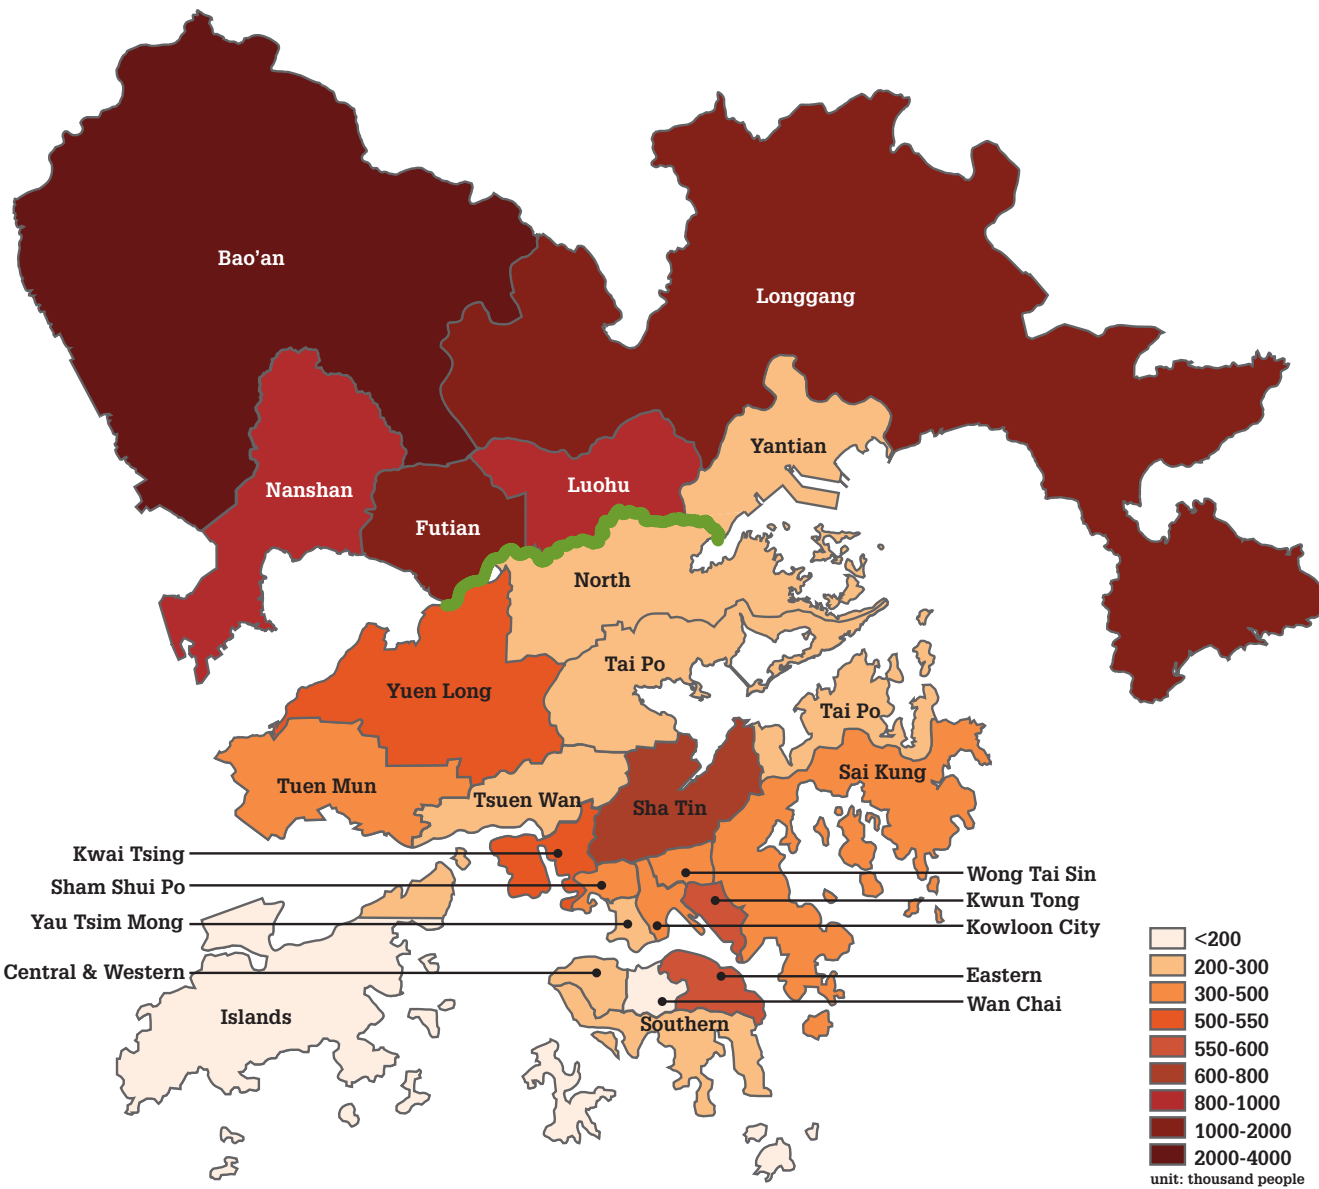 Bao’an
Longggang
Yantian
Nanshan
Luohu
Futian
North
Tai Po
Yuen Long
Tai Po
Sai Kung
Tuen Mun
Tsuen Wan
Sha Tin
Kwai Tsing
Sham Shui Po
Yau Tsim Mong
Central & Western
Wong Tai Sin
Kwun Tong
Kowloon City
Eastern
Wan Chai
Islands
Southern
<200
200-300
300-500
500-550
550-600
600-800
800-1000
1000-2000
2000-4000
unit: thousand people